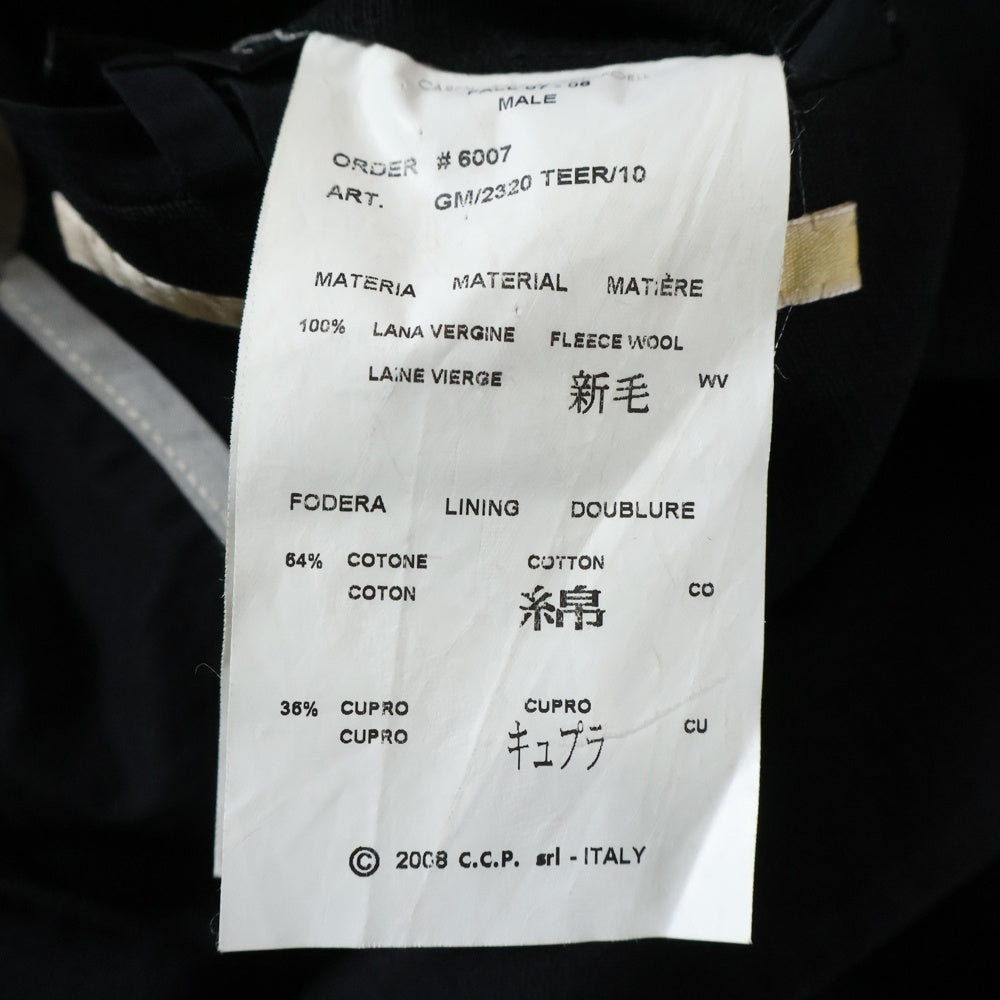 MALE
ORDER # 6007
ART. GM/2320 TEER/10
MATERIA MATERIAL MATIÈRE
100% LANA VERGINE FLEECE WOOL
LAINE VIERGE 新毛 WV
FODERA LINING DOUBLURE
64% COTONE COTTON
COTON 綿 CO
36% CUPRO CUPRO
CUPRO キュプラ CU
© 2008 C.C.P. srl - ITALY